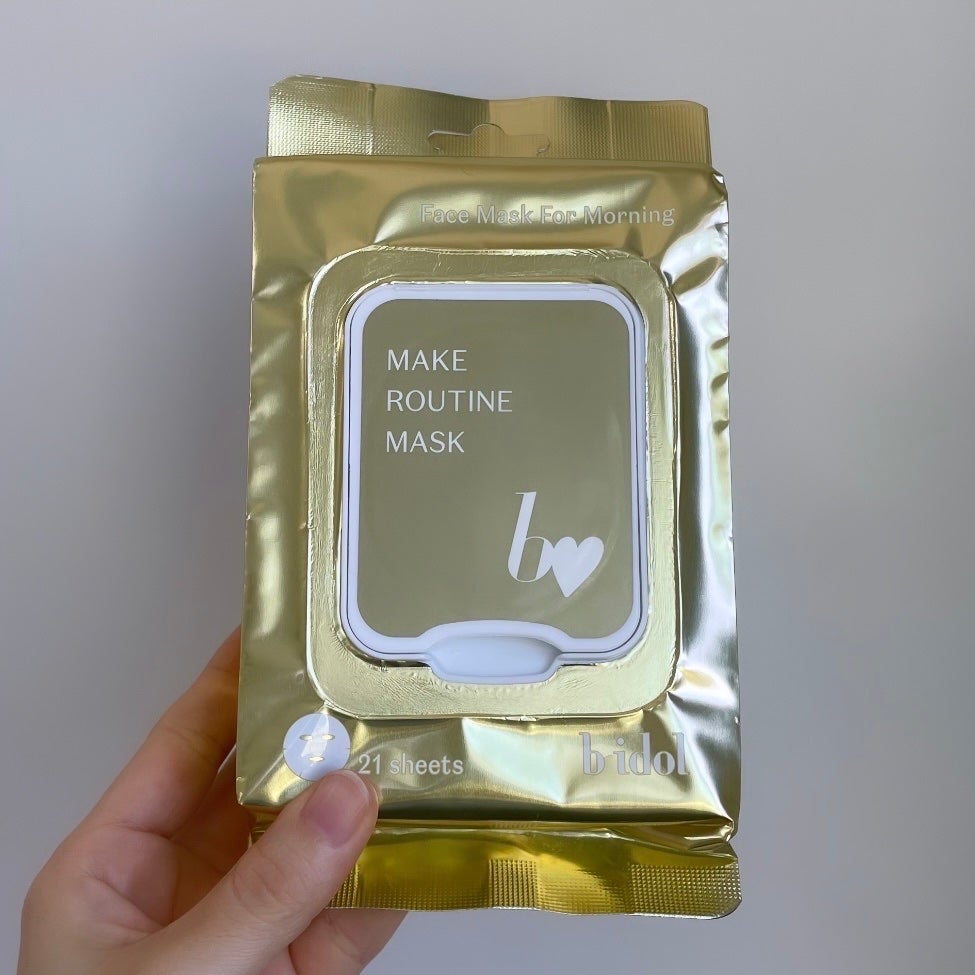 Face Mask For Morning
MAKE
ROUTINE
MASK
b
21 sheets
b idol